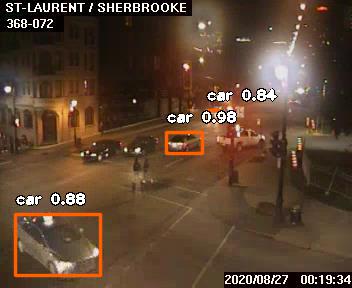 ST-LAURENT / SHERBROOKE
368-072
car 0.84
car 0.98
car 0.88
2020/08/27 00:19:34